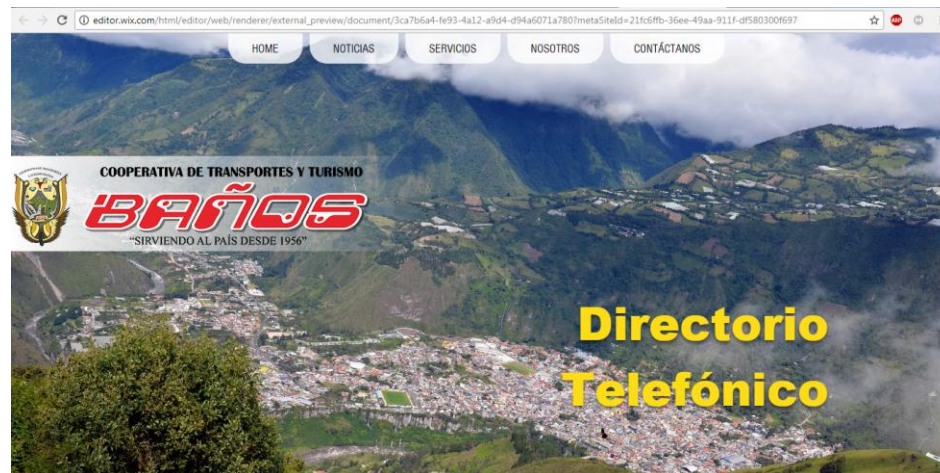 editor.wix.com/html/editor/web/renderer/external_preview/document/3ca7b6a4-fe93-4a12-a9d4-d94a6071a780?metaSiteId=21fc6ffb-36ee-49aa-911f-df580300f697
HOME NOTICIAS SERVICIOS NOSOTROS CONTÁCTANOS
COOPERATIVA DE TRANSPORTES Y TURISMO
BAÑOS
“SIRVIENDO AL PAÍS DESDE 1956”
Directorio
Telefónico